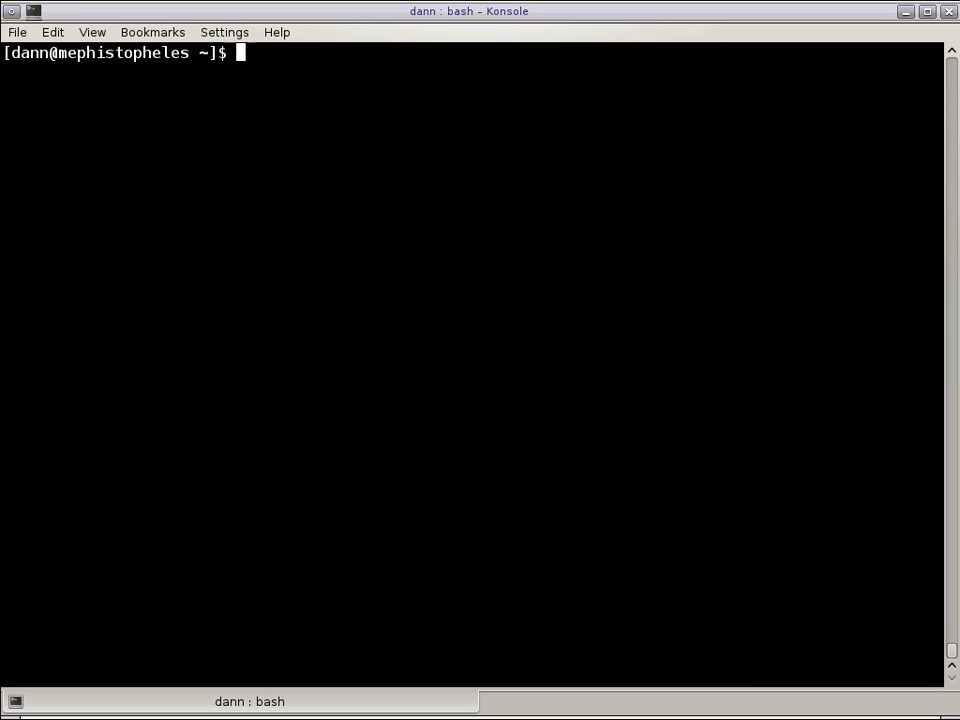 dann : bash - Konsole
File Edit View Bookmarks Settings Help
[dann@mephistopheles ~]$
dann : bash